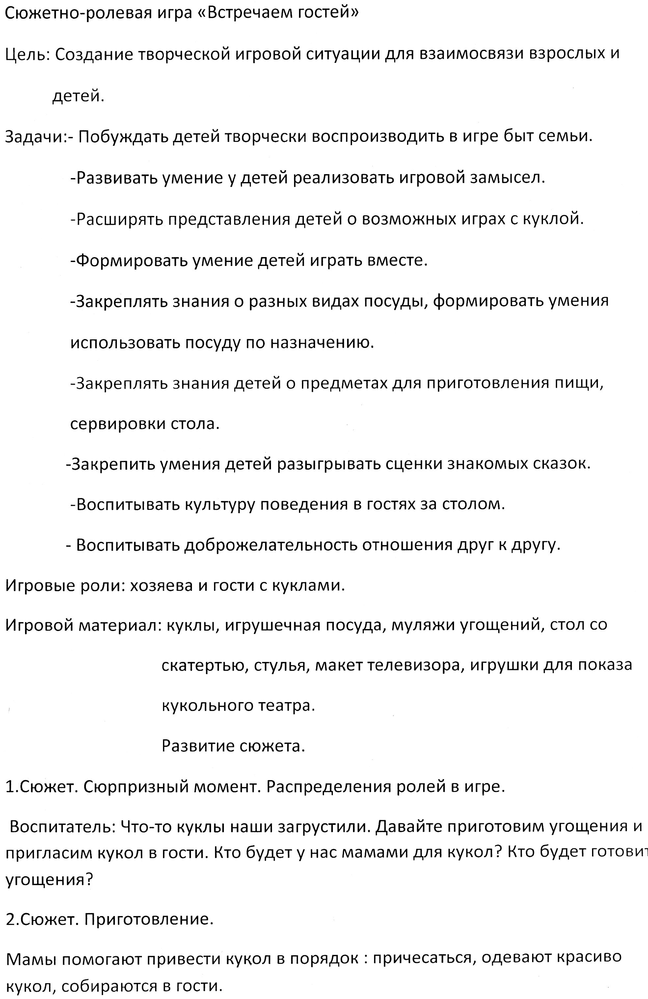 Сюжетно-ролевая игра «Встречаем гостей»
Цель: Создание творческой игровой ситуации для взаимосвязи взрослых и
детей.
Задачи:- Побуждать детей творчески воспроизводить в игре быт семьи.
-Развивать умение у детей реализовать игровой замысел.
-Расширять представления детей о возможных играх с куклой.
-Формировать умение детей играть вместе.
-Закреплять знания о разных видах посуды, формировать умения
использовать посуду по назначению.
-Закреплять знания детей о предметах для приготовления пищи,
сервировки стола.
-Закрепить умения детей разыгрывать сценки знакомых сказок.
-Воспитывать культуру поведения в гостях за столом.
- Воспитывать доброжелательность отношения друг к другу.
Игровые роли: хозяева и гости с куклами.
Игровой материал: куклы, игрушечная посуда, муляжи угощений, стол со
скатертью, стулья, макет телевизора, игрушки для показа
кукольного театра.
Развитие сюжета.
1.Сюжет. Сюрпризный момент. Распределения ролей в игре.
Воспитатель: Что-то куклы наши загрустили. Давайте приготовим угощения и
пригласим кукол в гости. Кто будет у нас мамами для кукол? Кто будет готовит
угощения?
2.Сюжет. Приготовление.
Мамы помогают привести кукол в порядок : причесаться, одевают красиво
кукол, собираются в гости.